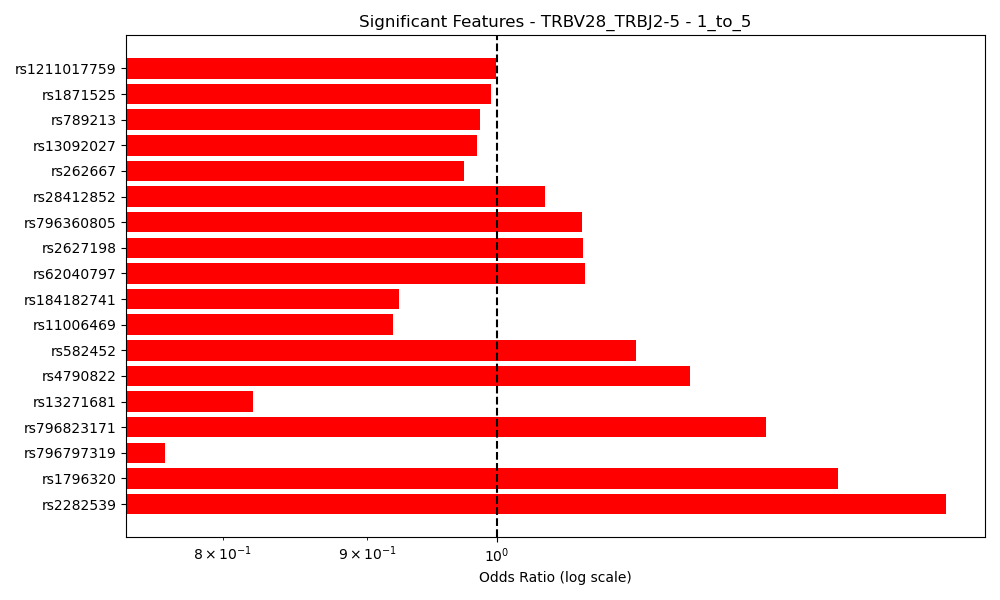 Significant Features - TRBV28_TRBJ2-5 - 1_to_5
rs1211017759
rs1871525
rs789213
rs13092027
rs262667
rs28412852
rs796360805
rs2627198
rs62040797
rs184182741
rs11006469
rs582452
rs4790822
rs13271681
rs796823171
rs796797319
rs1796320
rs2282539
8 × 10⁻¹ 9 × 10⁻¹ 10⁰
Odds Ratio (log scale)